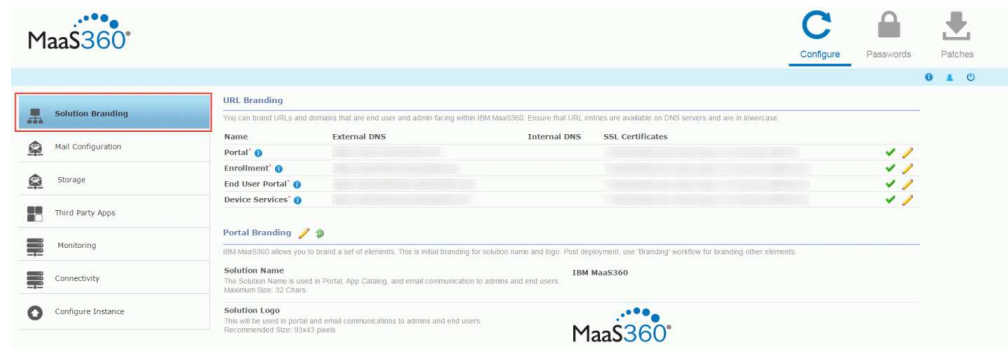 MaaS360®
Configure
Passwords
Patches
Solution Branding
Mail Configuration
Storage
Third Party Apps
Monitoring
Connectivity
Configure Instance
URL Branding
You can brand URLs and domains that are end user and admin facing within IBM MaaS360. Ensure that URL entries are available on DNS servers and are in lowercase.
Name External DNS Internal DNS SSL Certificates
Portal*
Enrollment*
End User Portal*
Device Services*
Portal Branding
IBM MaaS360 allows you to brand a set of elements. This is initial branding for solution name and logo. Post deployment, use 'Branding' workflow for branding other elements.
Solution Name IBM MaaS360
The Solution Name is used in Portal, App Catalog, and email communication to admins and end users.
Maximum Size: 32 Chars
Solution Logo
This will be used in portal and email communications to admins and end users.
Recommended Size: 93x43 pixels
MaaS360®